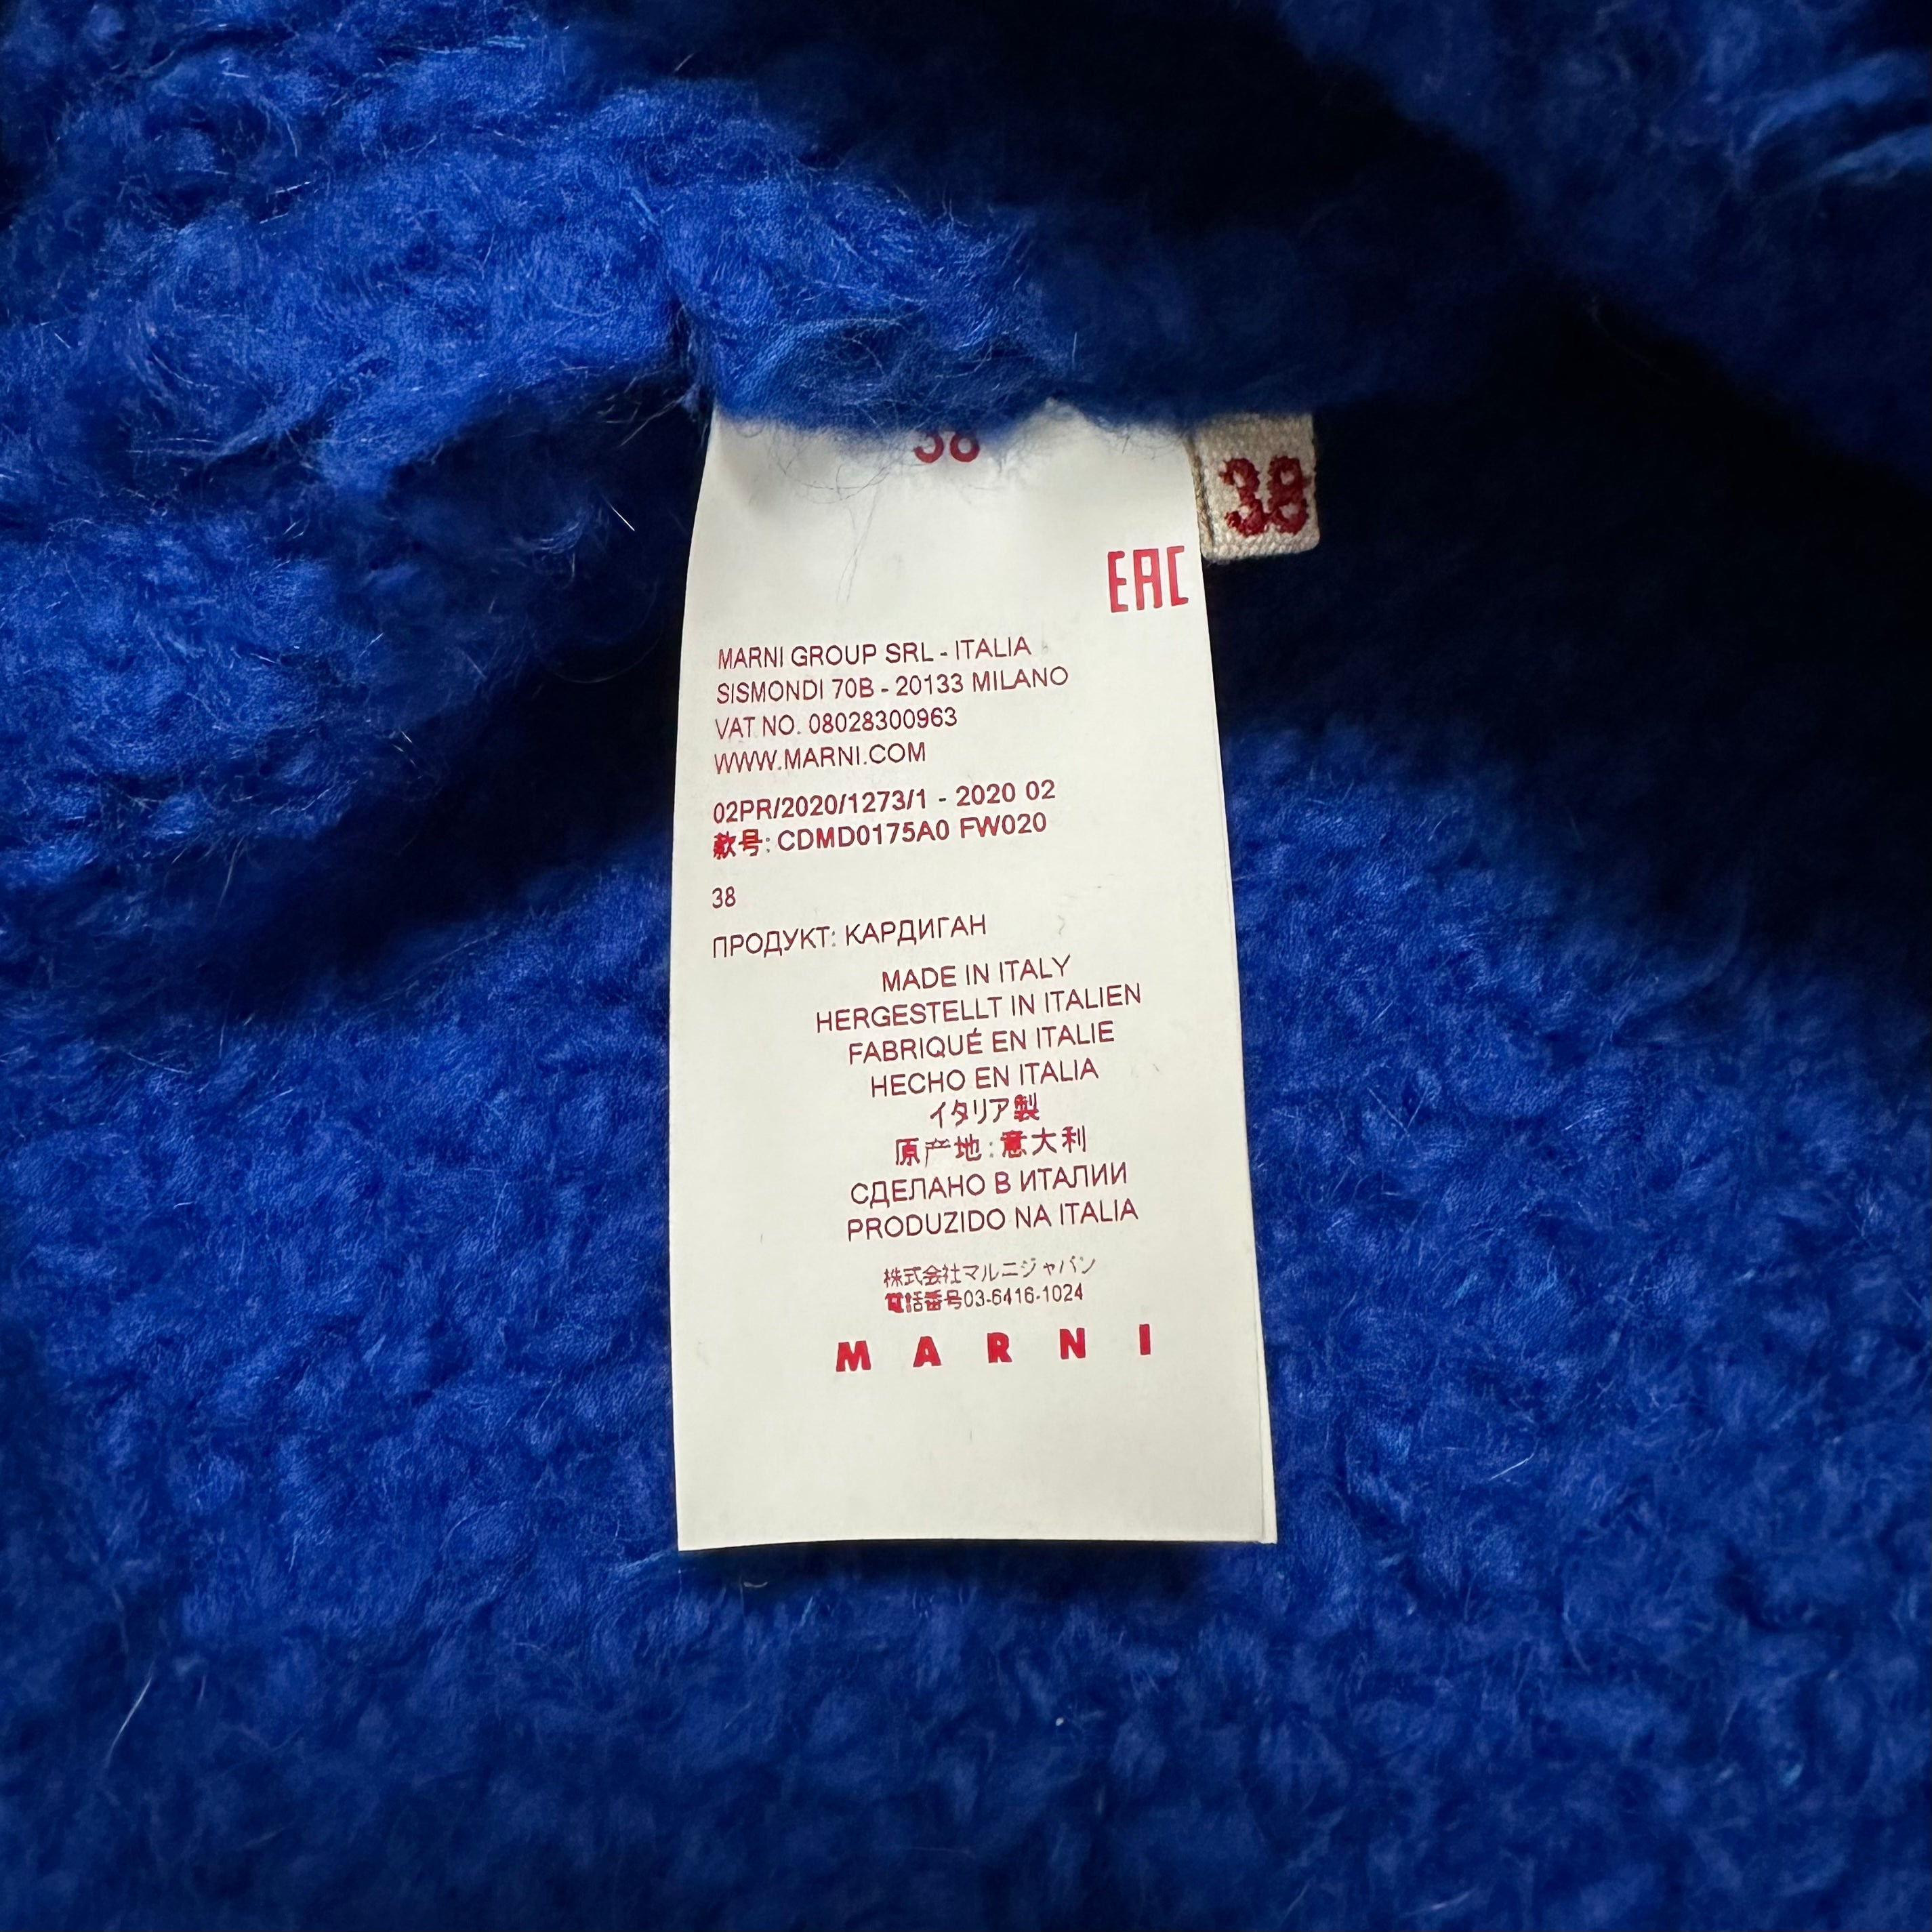 38
38
EAC
MARNI GROUP SRL - ITALIA
SISMONDI 70B - 20133 MILANO
VAT NO. 08028300963
WWW.MARNI.COM
02PR/2020/1273/1 - 2020 02
款号: CDMD0175A0 FW020
38
ПРОДУКТ: КАРДИГАН
MADE IN ITALY
HERGESTELLT IN ITALIEN
FABRIQUÉ EN ITALIE
HECHO EN ITALIA
イタリア製
原产地:意大利
СДЕЛАНО В ИТАЛИИ
PRODUZIDO NA ITALIA
株式会社マルニジャパン
電話番号03-6416-1024
MARNI